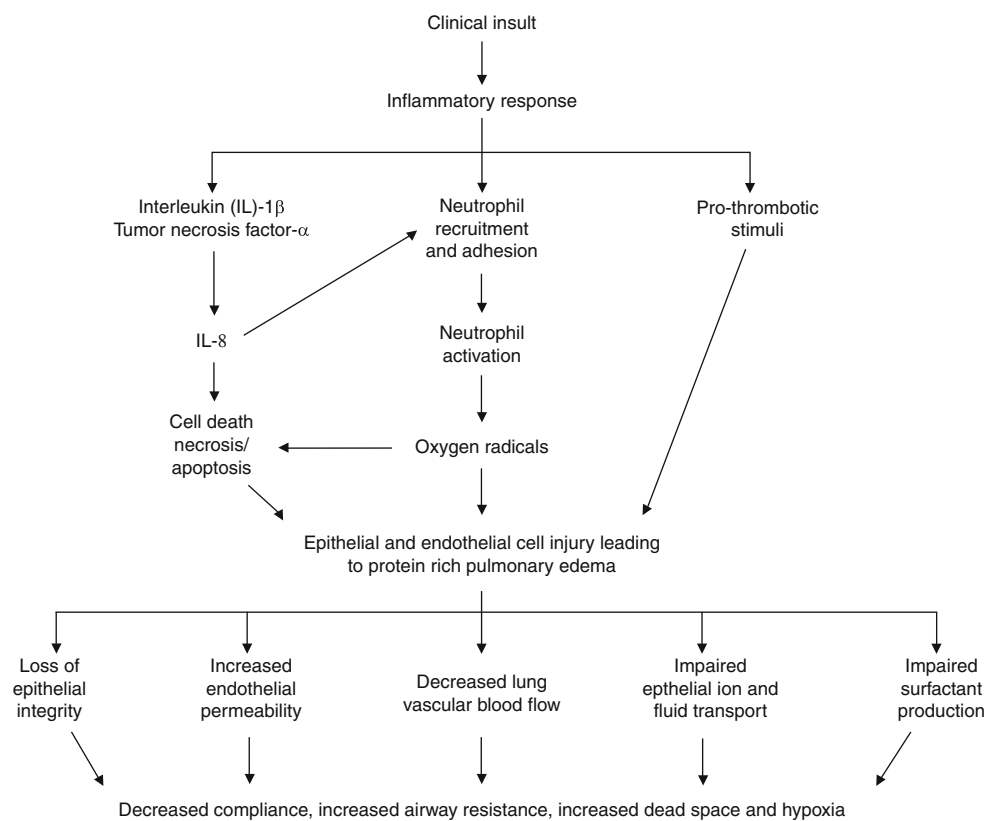 Clinical insult
Inflammatory response
Interleukin (IL)-1β
Tumor necrosis factor-α
Neutrophil
recruitment
and adhesion
Pro-thrombotic
stimuli
IL-8
Neutrophil
activation
Cell death
necrosis/
apoptosis
Oxygen radicals
Epithelial and endothelial cell injury leading
to protein rich pulmonary edema
Loss of
epithelial
integrity
Increased
endothelial
permeability
Decreased lung
vascular blood flow
Impaired
epthelial ion and
fluid transport
Impaired
surfactant
production
Decreased compliance, increased airway resistance, increased dead space and hypoxia